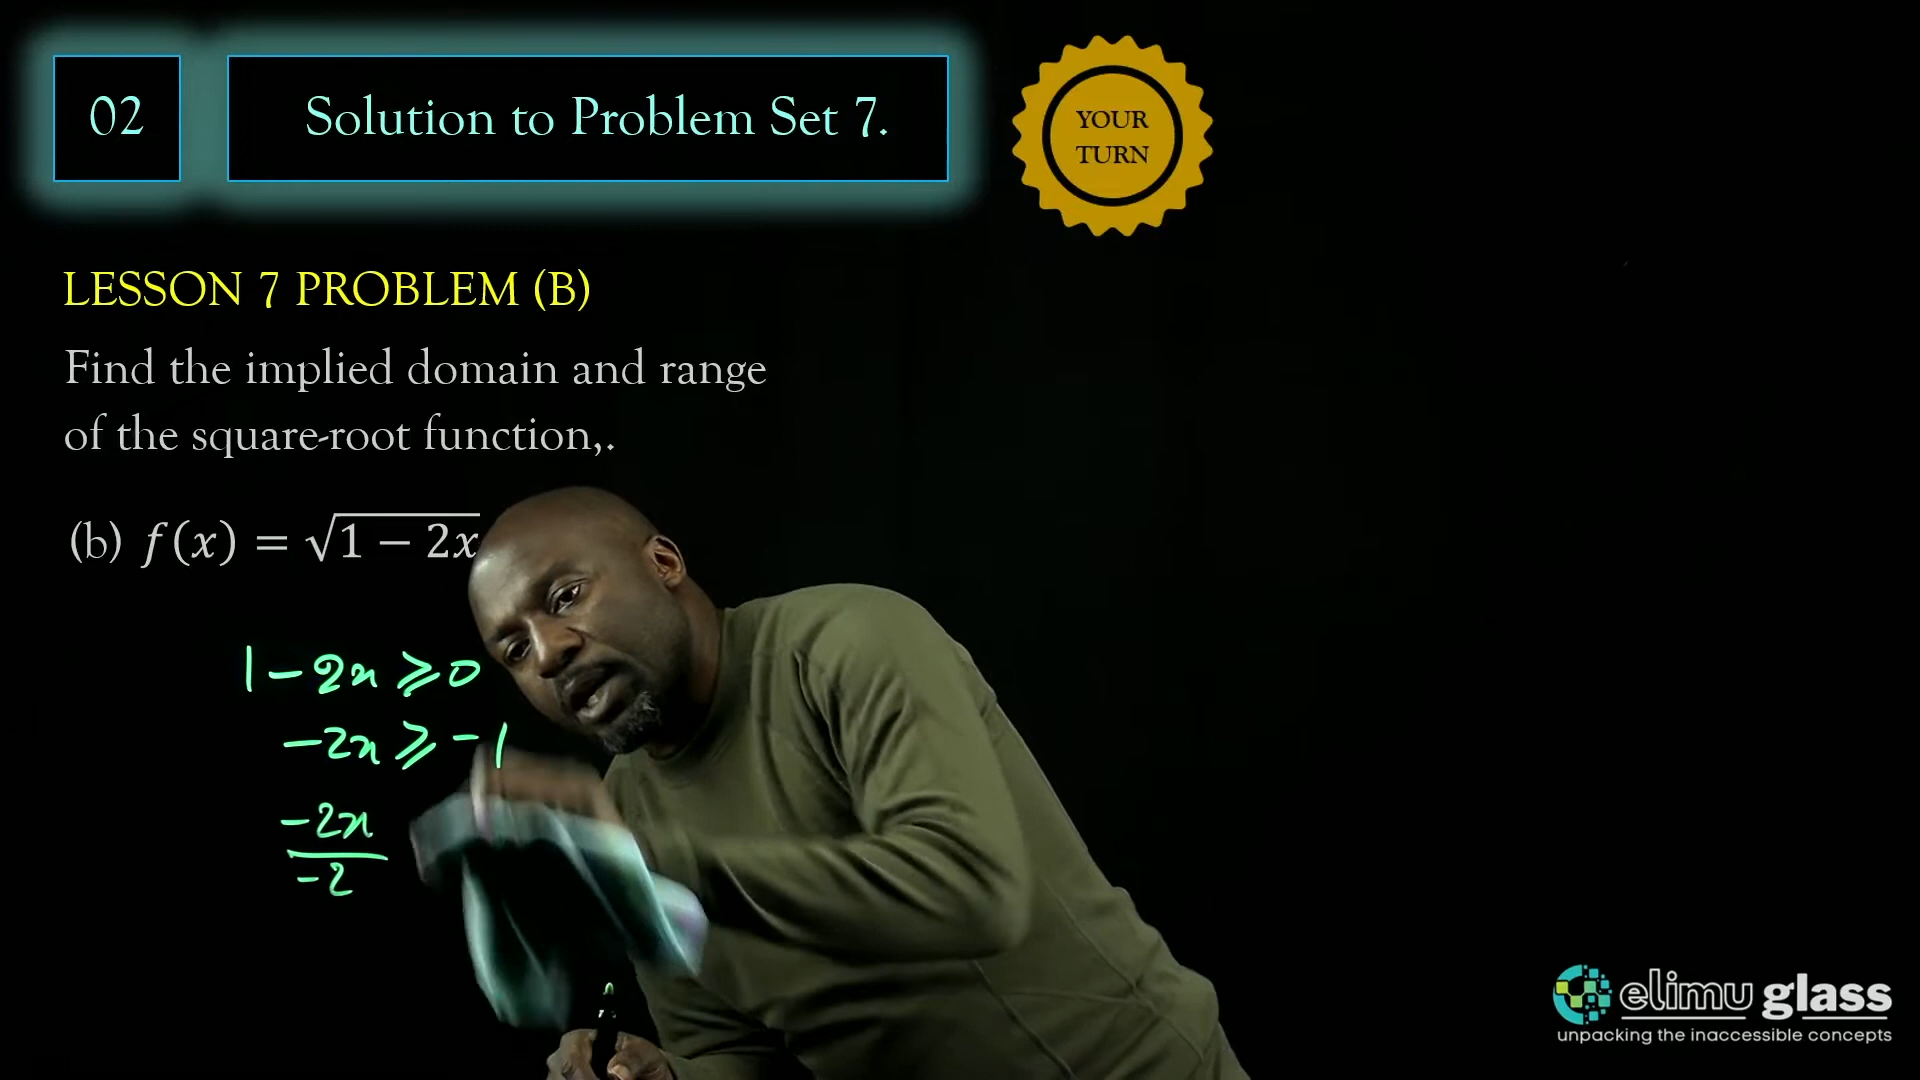 02
Solution to Problem Set 7.
YOUR
TURN
LESSON 7 PROBLEM (B)
Find the implied domain and range
of the square-root function,.
(b) f(x) = √1 − 2x
1 - 2x ⩾ 0
-2x ⩾ -1
-2x
-2
elimu glass
unpacking the inaccessible concepts